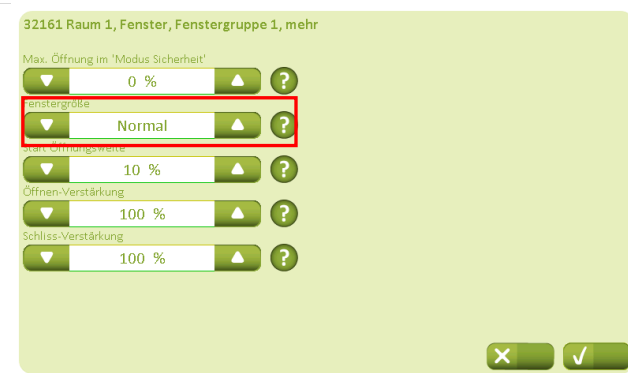 32161 Raum 1, Fenster, Fenstergruppe 1, mehr
Max. Öffnung im 'Modus Sicherheit'
0 %
?
Fenstergröße
Normal
?
Start Öffnungsweite
10 %
?
Öffnen-Verstärkung
100 %
?
Schliss-Verstärkung
100 %
?